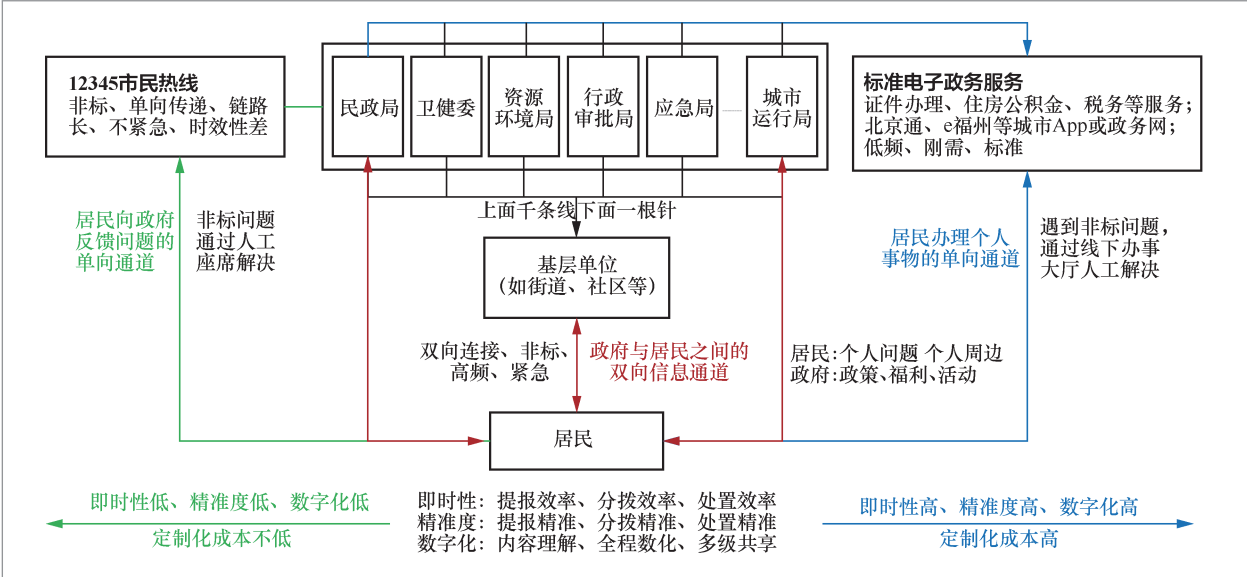 12345市民热线
非标、单向传递、链路
长、不紧急、时效性差
民政局
卫健委
资源
环境局
行政
审批局
应急局
城市
运行局
标准电子政务服务
证件办理、住房公积金、税务等服务；
北京通、e福州等城市App或政务网；
低频、刚需、标准
上面千条线下面一根针
居民向政府
反馈问题的
单向通道
非标问题
通过人工
座席解决
基层单位
（如街道、社区等）
居民办理个人
事物的单向通道
遇到非标问题，
通过线下办事
大厅人工解决
双向连接、非标、
高频、紧急
政府与居民之间的
双向信息通道
居民：个人问题 个人周边
政府：政策、福利、活动
居民
即时性低、精准度低、数字化低
定制化成本不低
即时性：提报效率、分拨效率、处置效率
精准度：提报精准、分拨精准、处置精准
数字化：内容理解、全程数化、多级共享
即时性高、精准度高、数字化高
定制化成本高